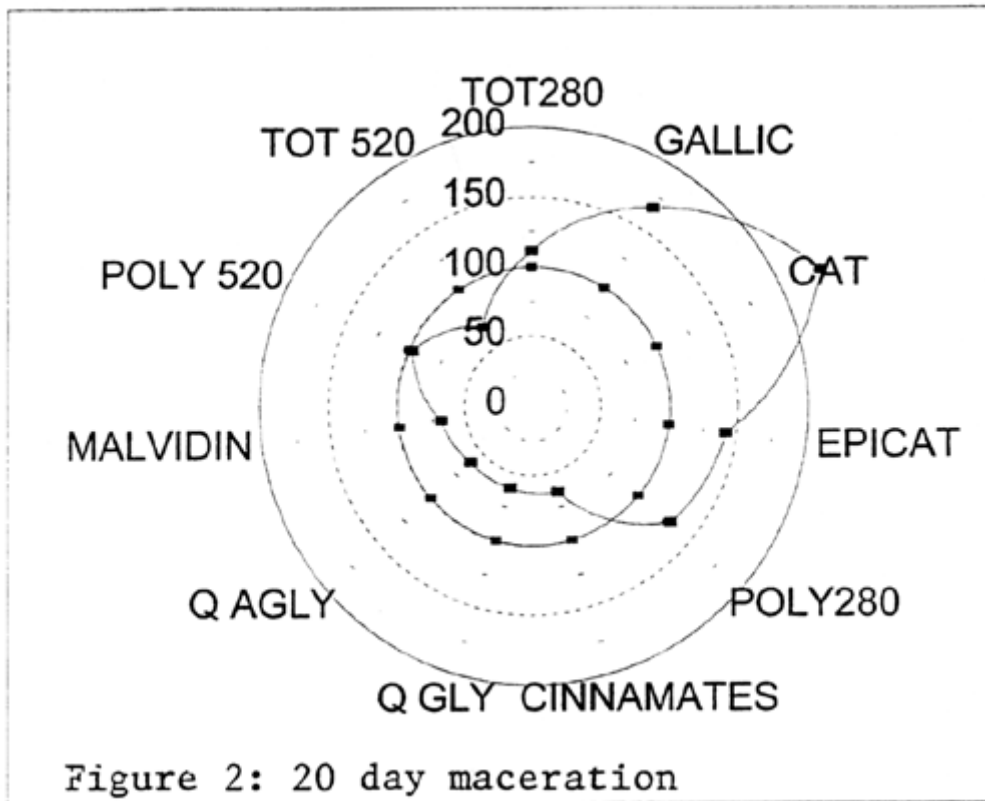 TOT280
TOT 520
200
GALLIC
150
POLY 520
100
CAT
50
0
MALVIDIN
EPICAT
Q AGLY
POLY280
Q GLY
CINNAMATES
Figure 2: 20 day maceration